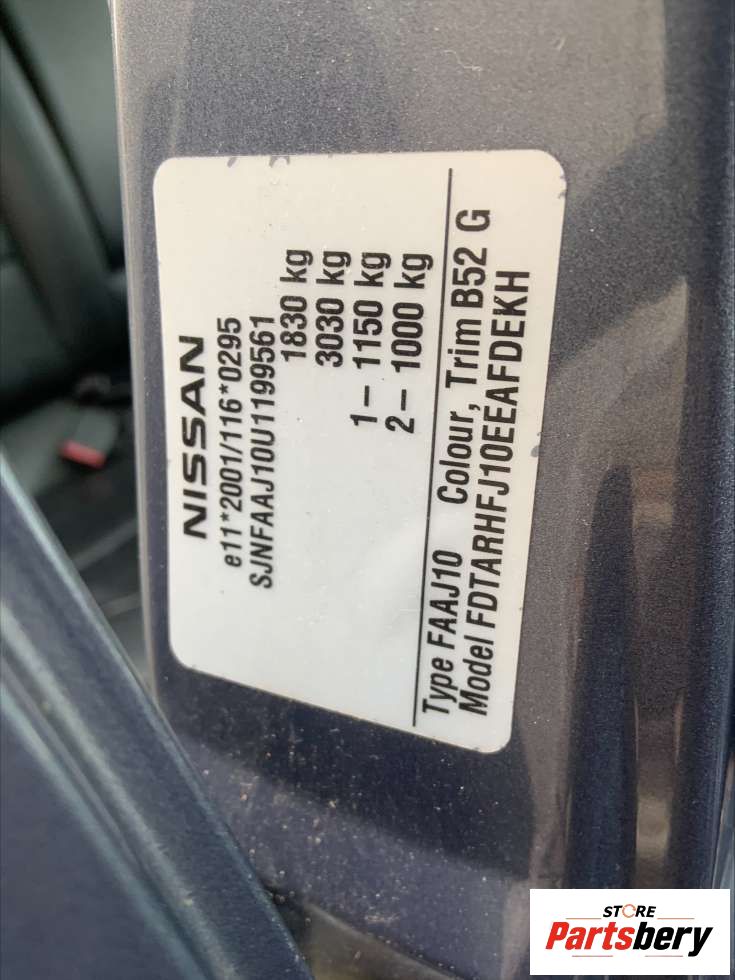 NISSAN
e11*2001/116*0295
SJNFAAJ10U1199561
1830 kg
3030 kg
1– 1150 kg
2– 1000 kg
Type FAAJ10 Colour, Trim B52 G
Model FDTARHFJ10EEAFDEKH
STORE
Partsbery